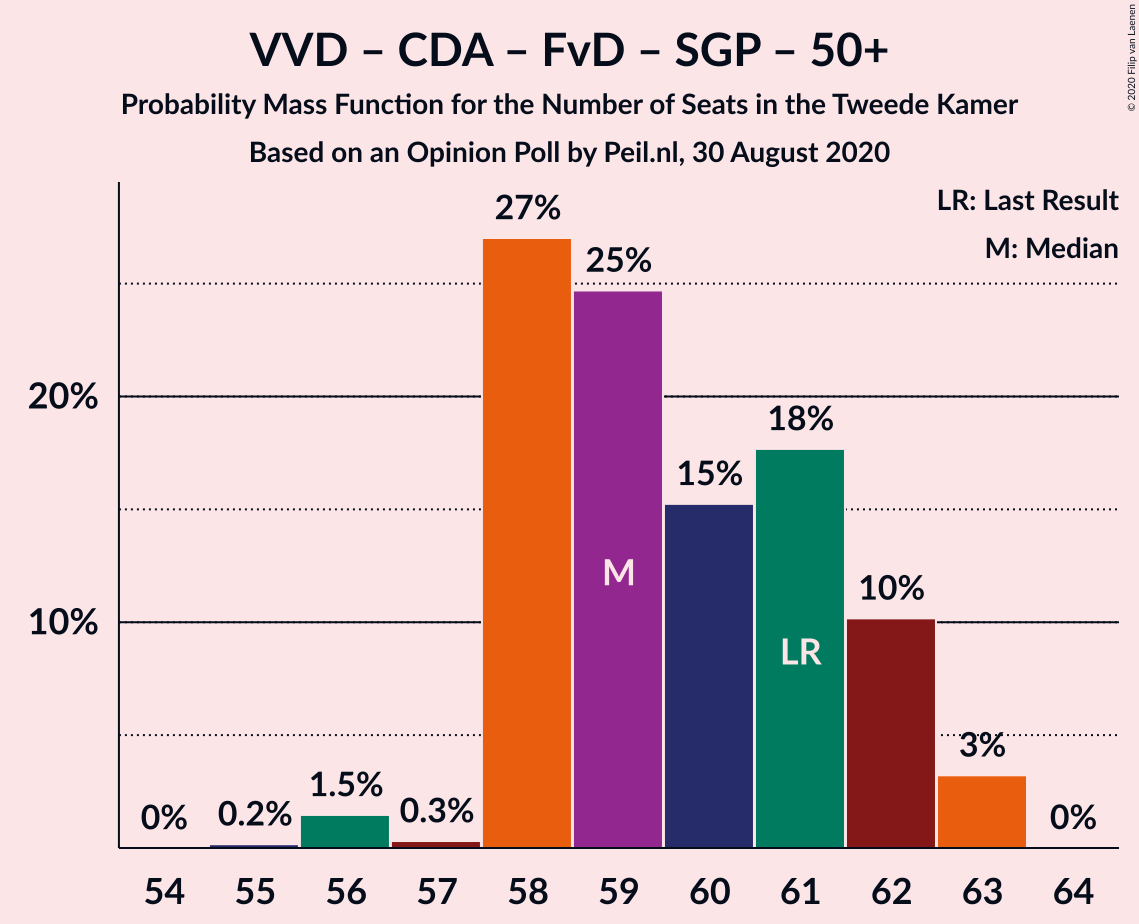 VVD – CDA – FvD – SGP – 50+
Probability Mass Function for the Number of Seats in the Tweede Kamer
Based on an Opinion Poll by Peil.nl, 30 August 2020
© 2020 Filip van Laenen
LR: Last Result
M: Median
27%
25%
20%
18%
15%
M
10%
10%
LR
3%
1.5%
0%
0.2%
0.3%
0%
54 55 56 57 58 59 60 61 62 63 64